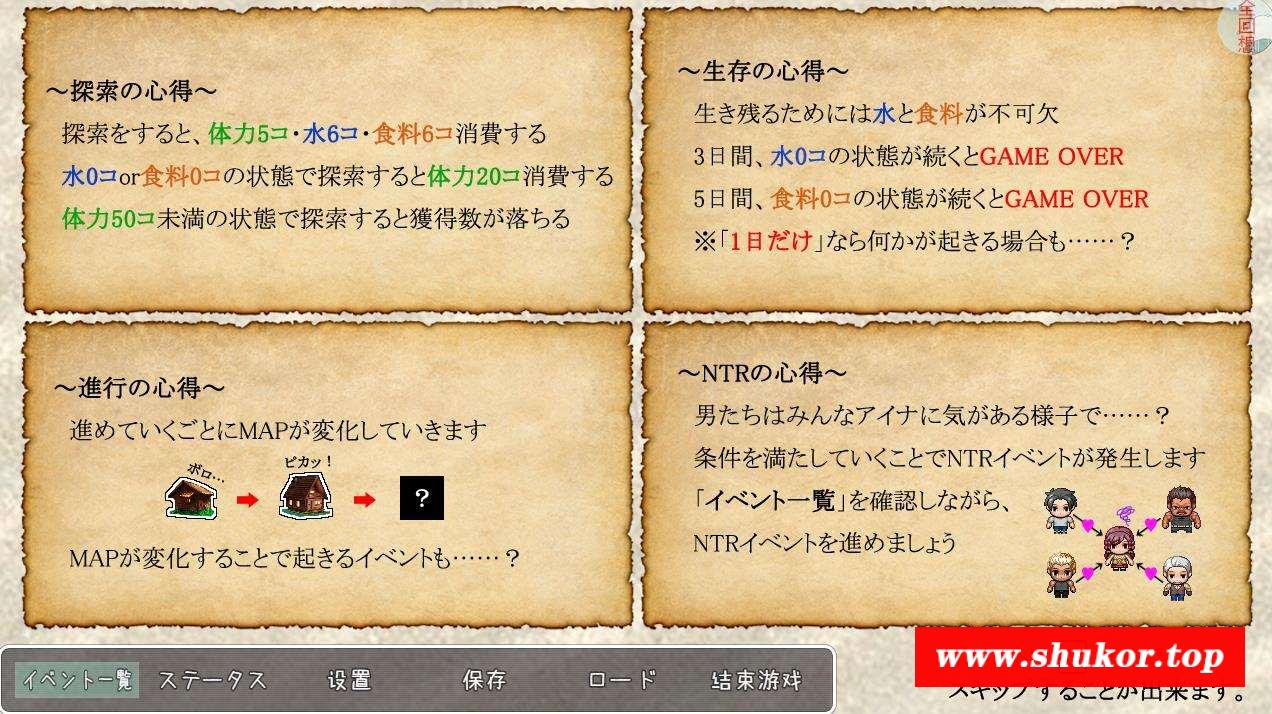 全回想
～探索の心得～
探索をすると、体力5コ・水6コ・食料6コ消費する
水0コor食料0コの状態で探索すると体力20コ消費する
体力50コ未満の状態で探索すると獲得数が落ちる
～生存の心得～
生き残るためには水と食料が不可欠
3日間、水0コの状態が続くとGAME OVER
5日間、食料0コの状態が続くとGAME OVER
※「1日だけ」なら何かが起きる場合も……？
～進行の心得～
進めていくごとにMAPが変化していきます
ボロ…
ピカッ！
？
MAPが変化することで起きるイベントも……？
～NTRの心得～
男たちはみんなアイナに気がある様子で……？
条件を満たしていくことでNTRイベントが発生します
「イベント一覧」を確認しながら、
NTRイベントを進めましょう
www.shukor.top
スキップすることが出来ます。
イベント一覧 ステータス 设置 保存 ロード 结束游戏